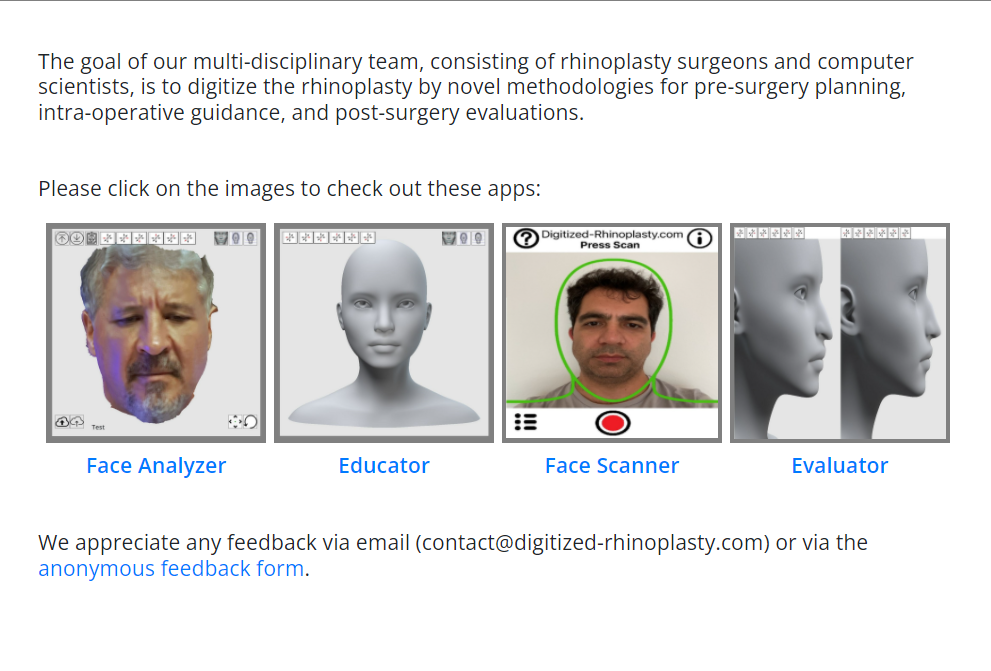 The goal of our multi-disciplinary team, consisting of rhinoplasty surgeons and computer
scientists, is to digitize the rhinoplasty by novel methodologies for pre-surgery planning,
intra-operative guidance, and post-surgery evaluations.
Please click on the images to check out these apps:
Test
? Digitized-Rhinoplasty.com i
Press Scan
Face Analyzer
Educator
Face Scanner
Evaluator
We appreciate any feedback via email (contact@digitized-rhinoplasty.com) or via the
anonymous feedback form.